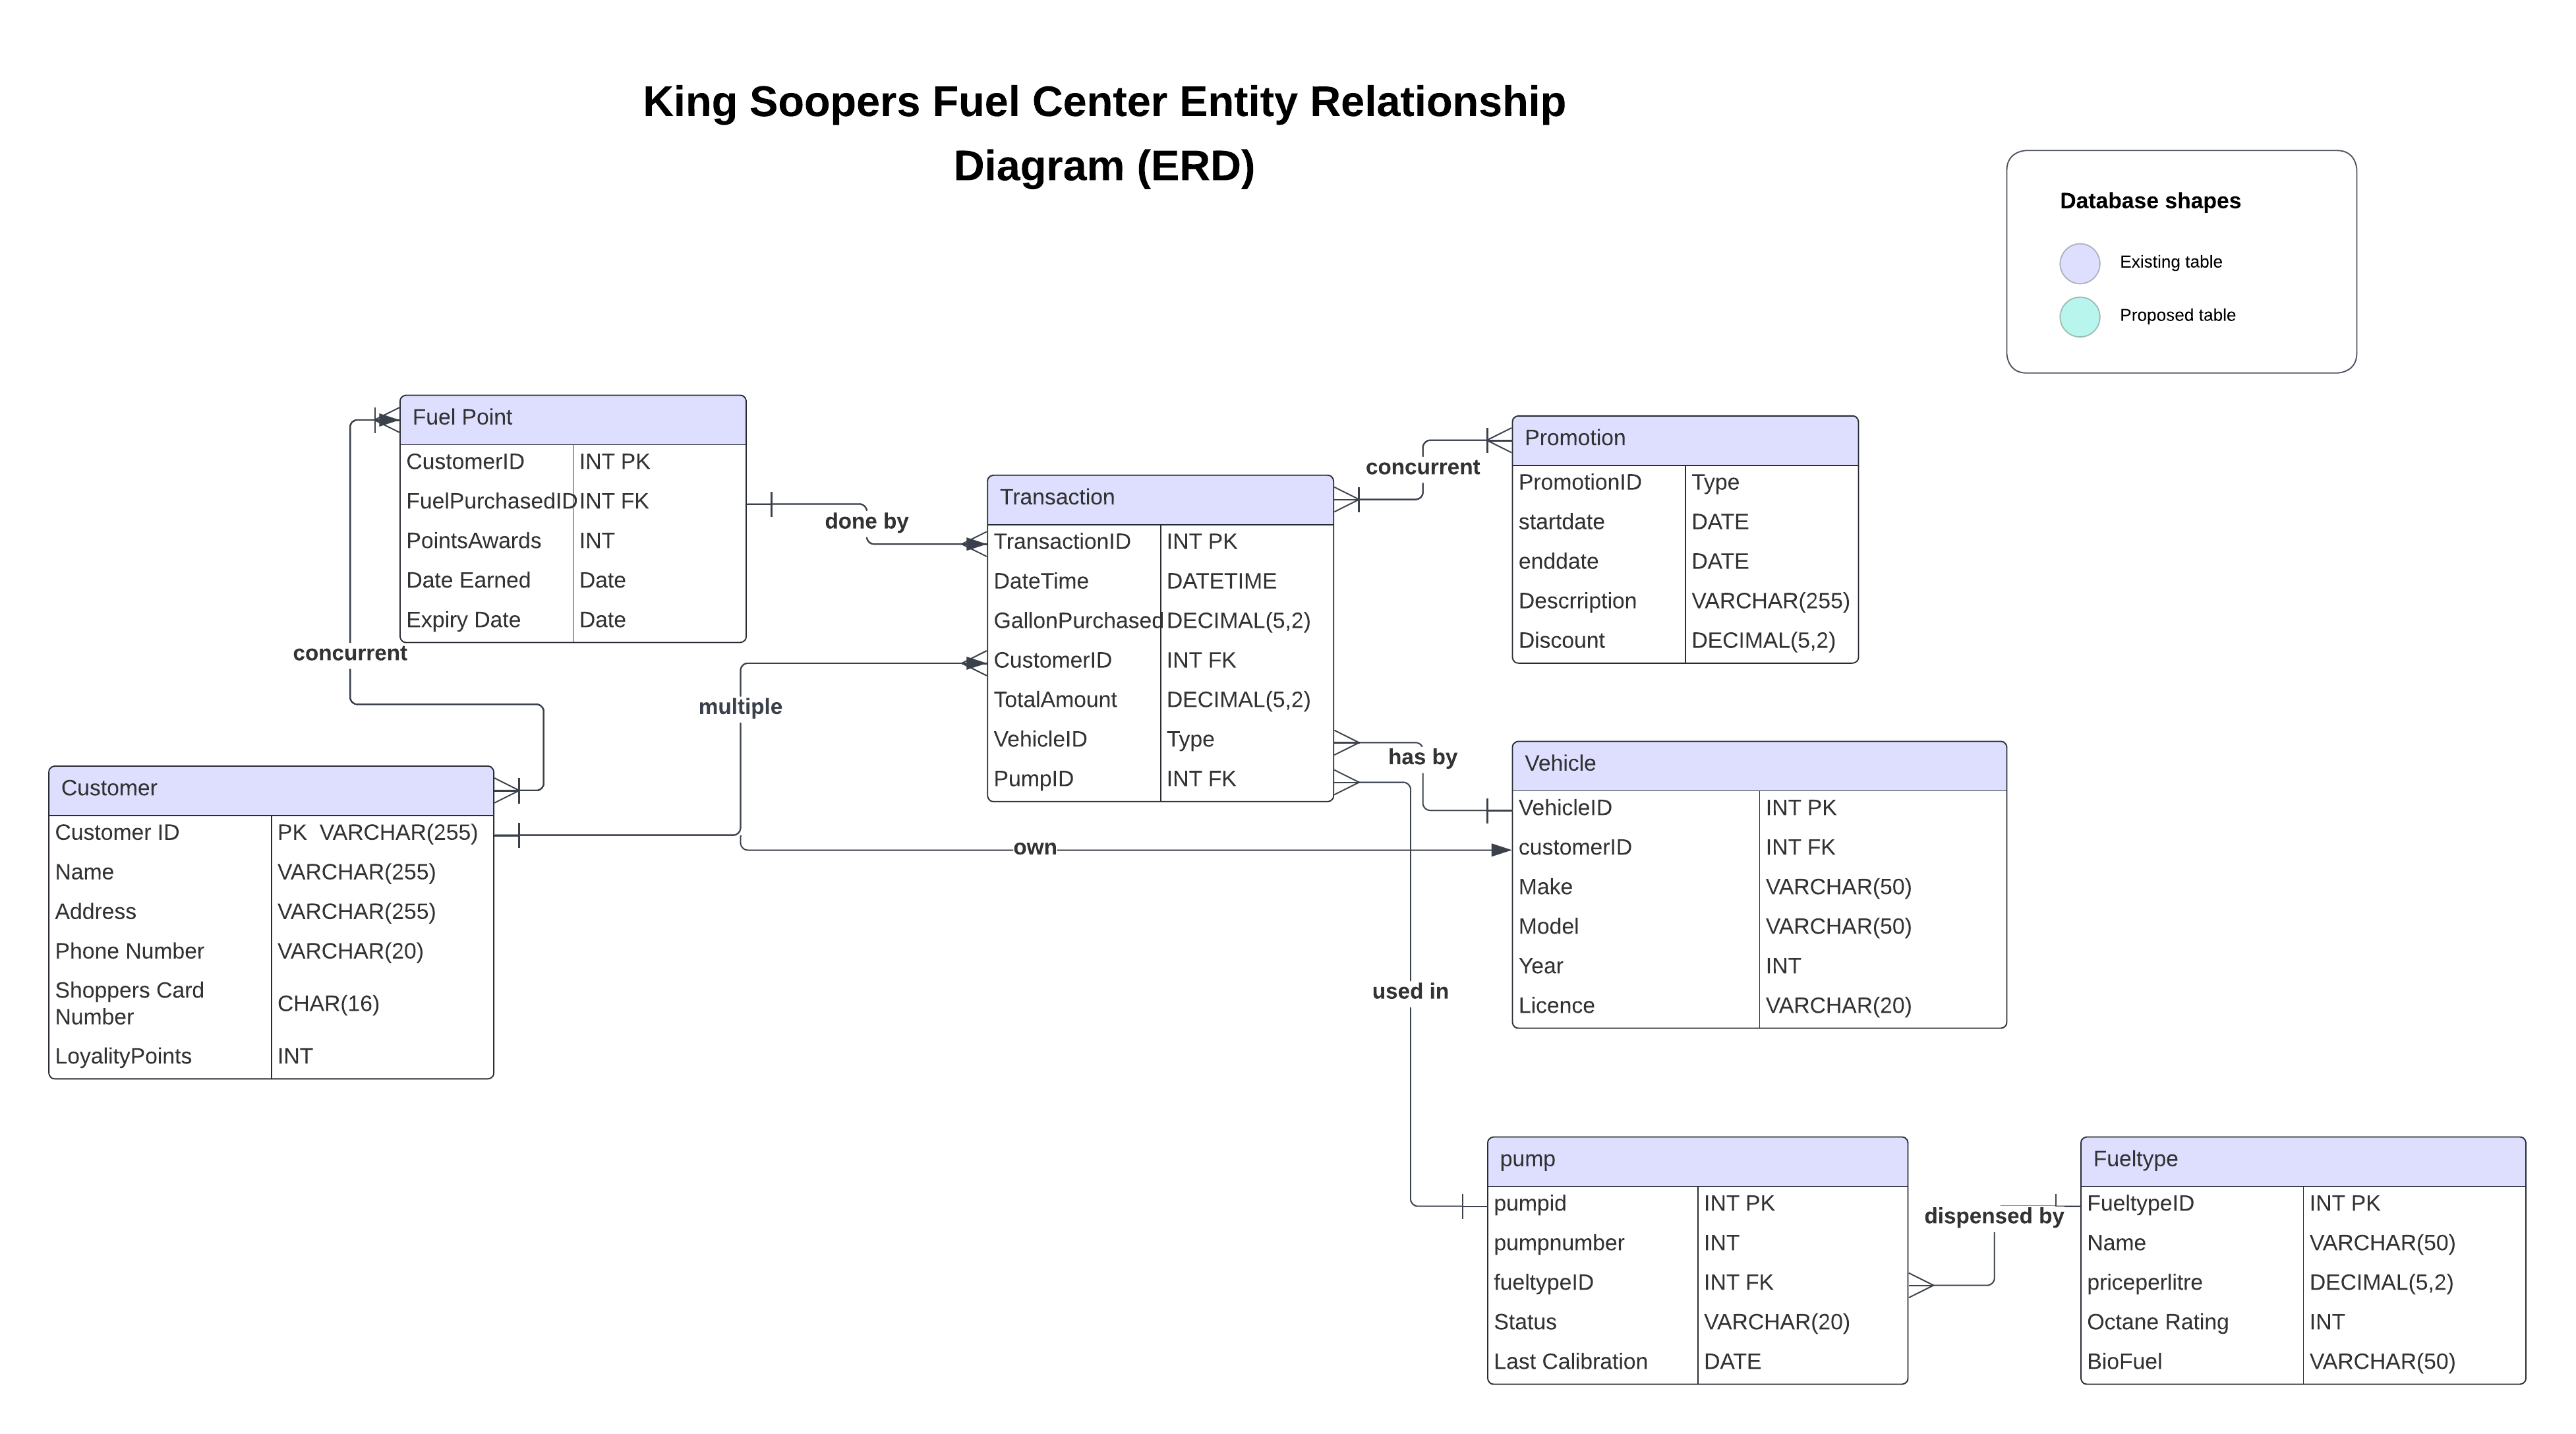 King Soopers Fuel Center Entity Relationship
Diagram (ERD)
Database shapes
Existing table
Proposed table
Fuel Point
CustomerID INT PK
FuelPurchasedID INT FK
PointsAwards INT
Date Earned Date
Expiry Date Date
concurrent
done by
multiple
own
Customer
Customer ID PK VARCHAR(255)
Name VARCHAR(255)
Address VARCHAR(255)
Phone Number VARCHAR(20)
Shoppers Card
Number CHAR(16)
LoyalityPoints INT
Transaction
TransactionID INT PK
DateTime DATETIME
GallonPurchased DECIMAL(5,2)
CustomerID INT FK
TotalAmount DECIMAL(5,2)
VehicleID Type
PumpID INT FK
concurrent
has by
used in
Promotion
PromotionID Type
startdate DATE
enddate DATE
Descrription VARCHAR(255)
Discount DECIMAL(5,2)
Vehicle
VehicleID INT PK
customerID INT FK
Make VARCHAR(50)
Model VARCHAR(50)
Year INT
Licence VARCHAR(20)
pump
pumpid INT PK
pumpnumber INT
fueltypeID INT FK
Status VARCHAR(20)
Last Calibration DATE
dispensed by
Fueltype
FueltypeID INT PK
Name VARCHAR(50)
priceperlitre DECIMAL(5,2)
Octane Rating INT
BioFuel VARCHAR(50)